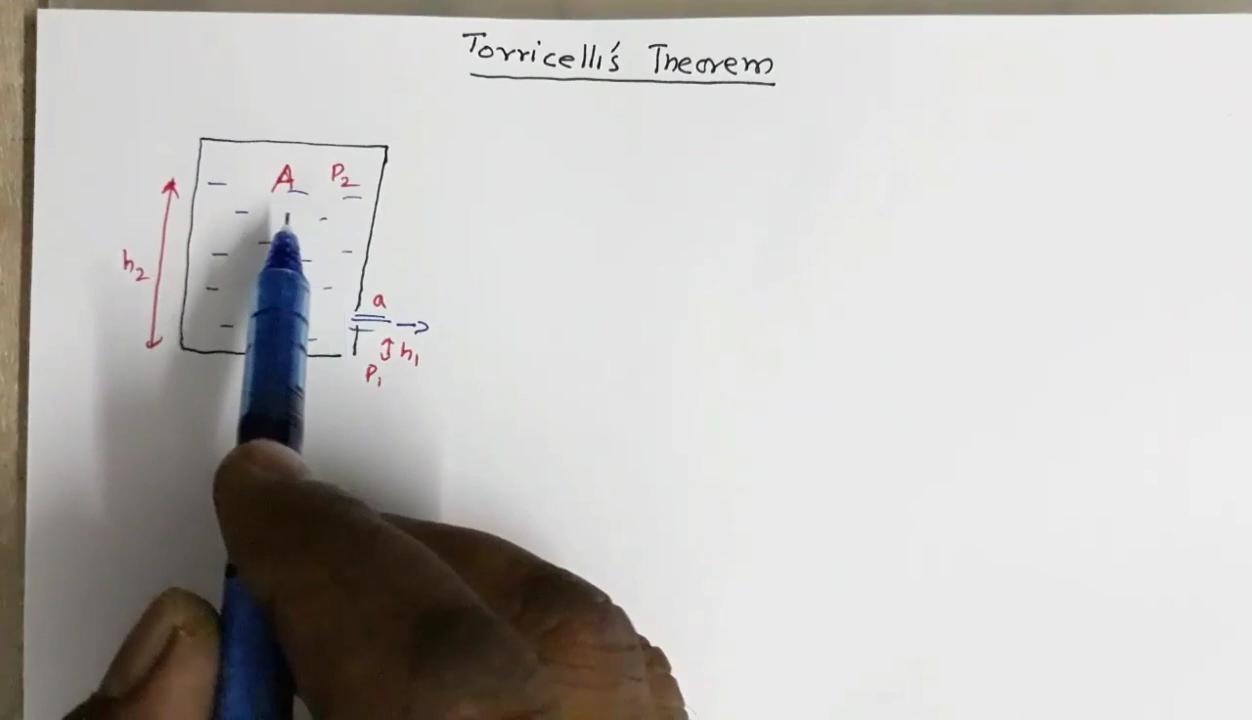 Torricelli's Theorem
A P₂
h₂
a
h₁
P₁